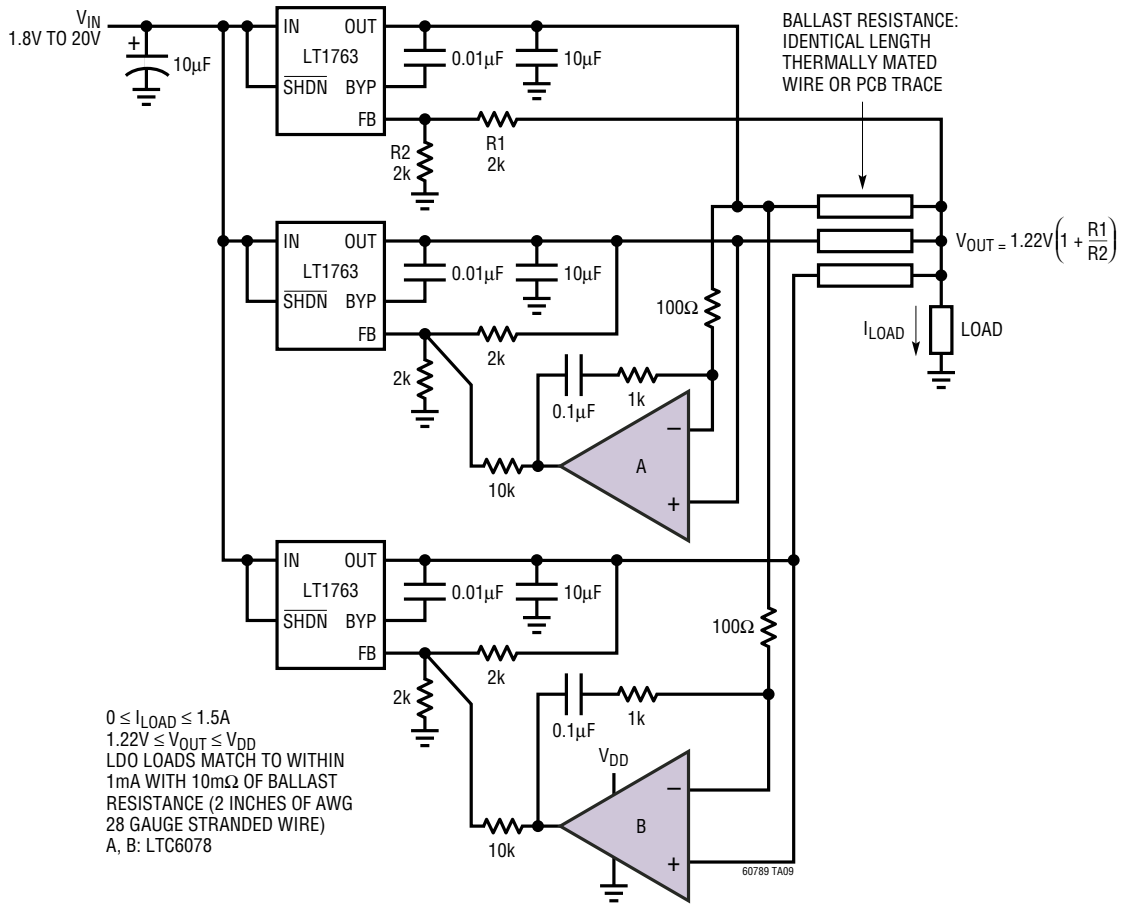 VIN
1.8V TO 20V
+
10µF
IN
OUT
LT1763
SHDN
BYP
FB
0.01µF
10µF
R2
2k
R1
2k
BALLAST RESISTANCE:
IDENTICAL LENGTH
THERMALLY MATED
WIRE OR PCB TRACE
IN
OUT
LT1763
SHDN
BYP
FB
0.01µF
10µF
2k
2k
100Ω
0.1µF
1k
10k
A
−
+
VOUT = 1.22V(1 + R1/R2)
ILOAD
LOAD
IN
OUT
LT1763
SHDN
BYP
FB
0.01µF
10µF
2k
2k
100Ω
0.1µF
1k
10k
VDD
B
−
+
60789 TA09
0 ≤ ILOAD ≤ 1.5A
1.22V ≤ VOUT ≤ VDD
LDO LOADS MATCH TO WITHIN
1mA WITH 10mΩ OF BALLAST
RESISTANCE (2 INCHES OF AWG
28 GAUGE STRANDED WIRE)
A, B: LTC6078